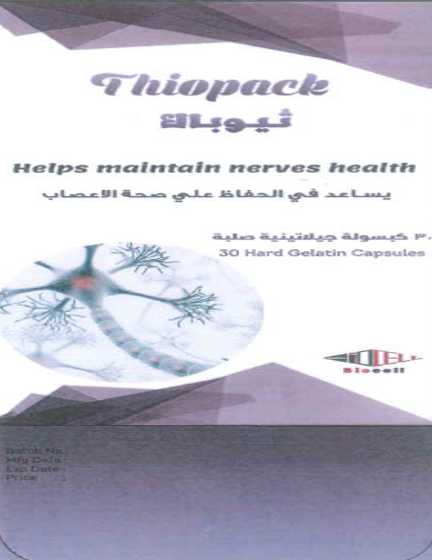 Thiopack
ثيوباك
Helps maintain nerves health
يساعد في الحفاظ علي صحة الاعصاب
٣٠ كبسولة جيلاتينية صلبة
30 Hard Gelatin Capsules
BIOCELL
Biocell
Batch No:
Mfg Date:
Exp Date:
Price :